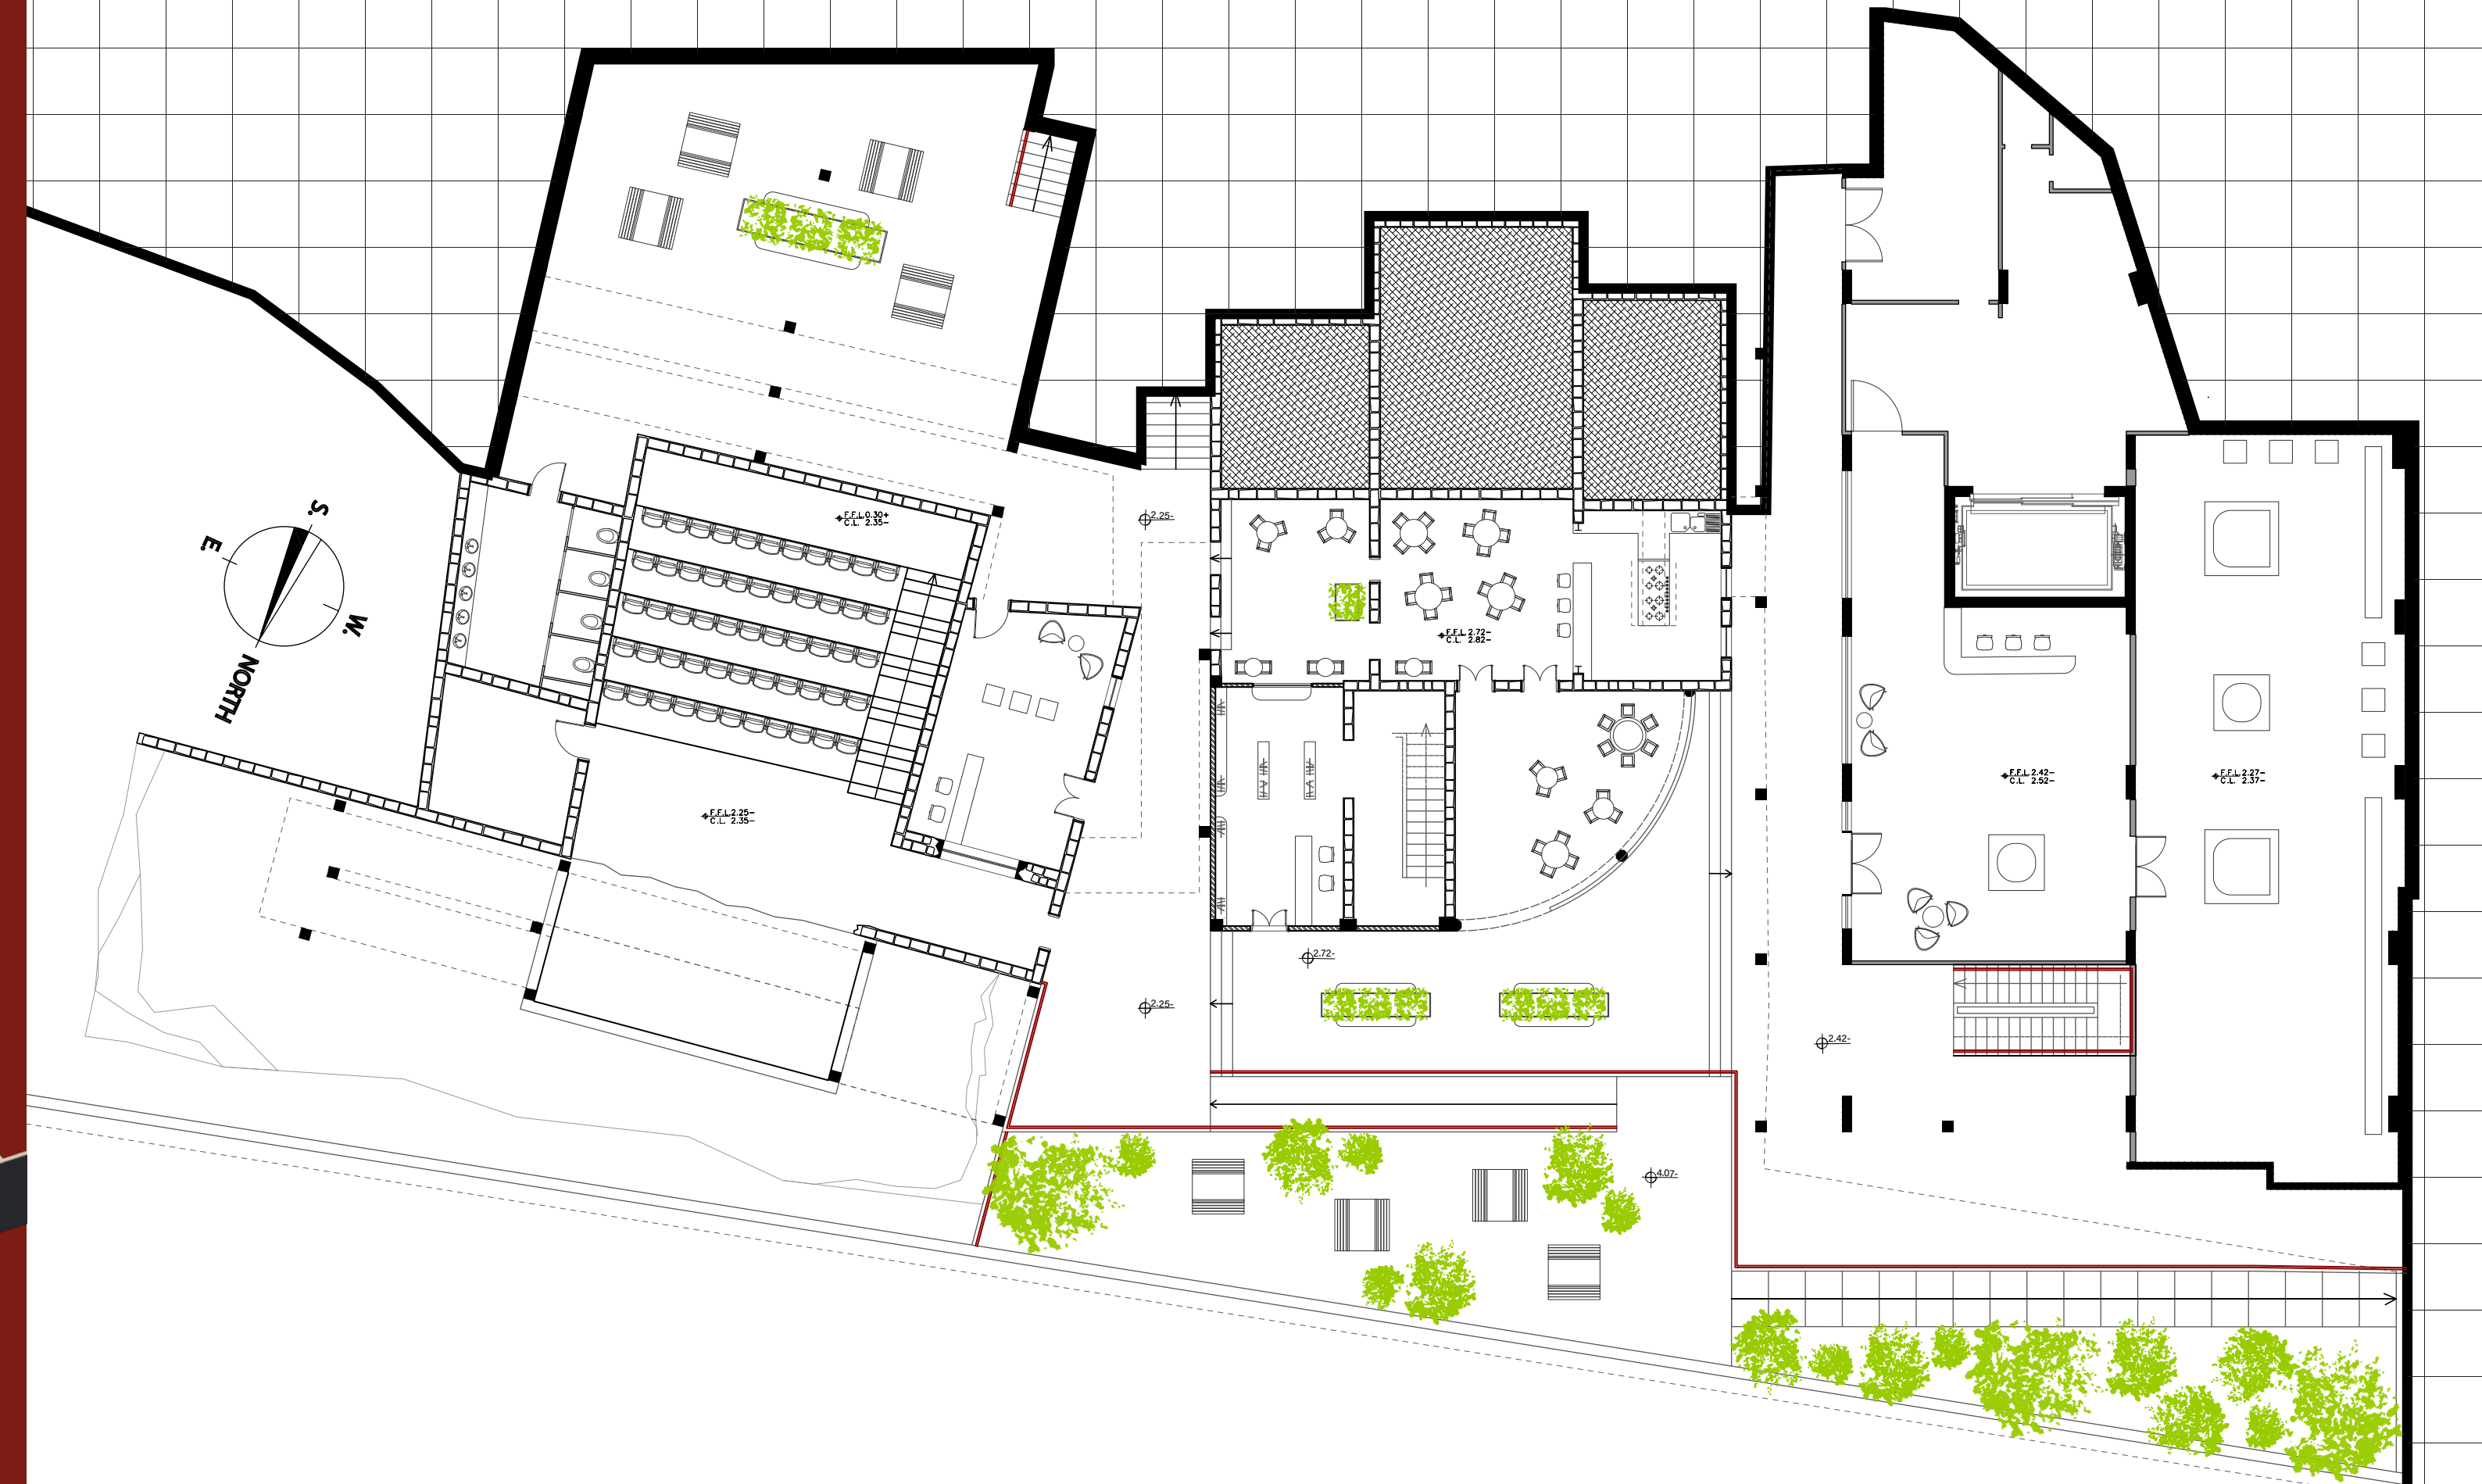 F.F.L.0.30+
C.L. 2.35-
2.25-
S.
E.
W.
NORTH
F.F.L.2.72-
C.L. 2.82-
F.F.L.2.42-
C.L. 2.52-
F.F.L.2.27-
C.L. 2.37-
F.F.L.2.25-
C.L. 2.35-
2.72-
2.25-
2.42-
4.07-